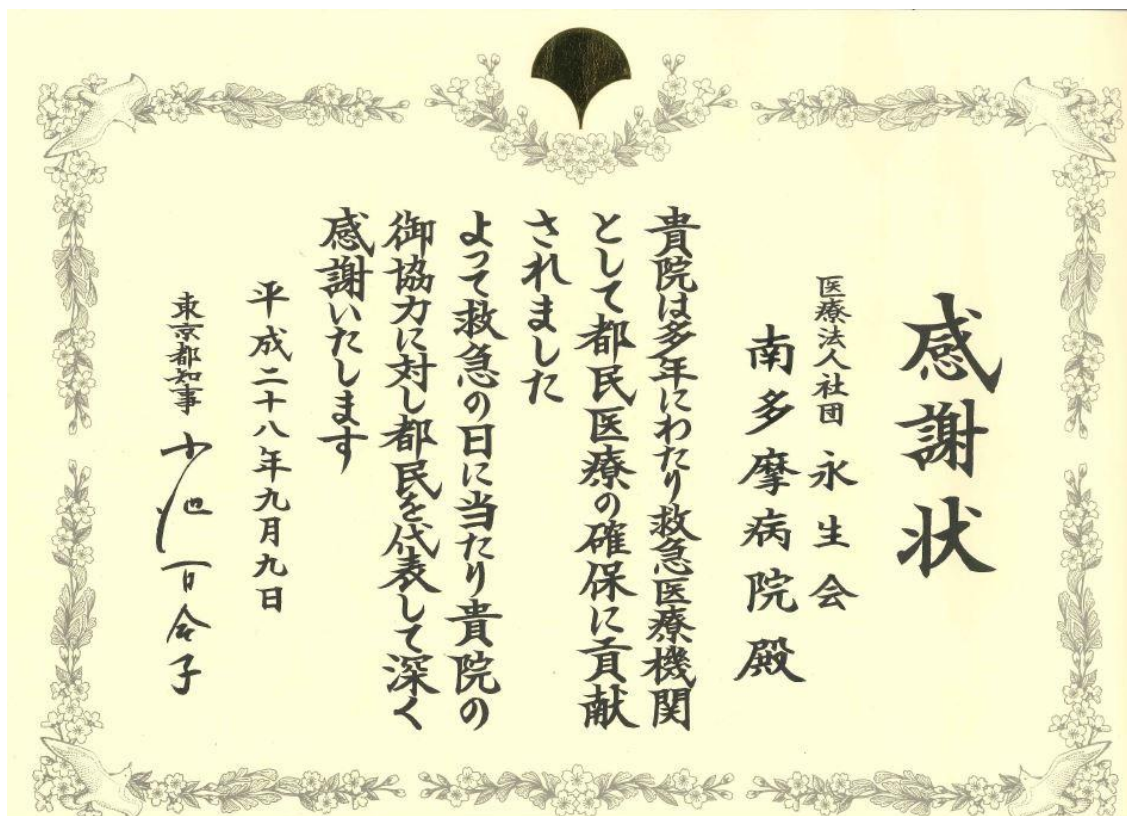 感謝状
医療法人社団 永生会
南多摩病院殿
貴院は多年にわたり救急医療機関
として都民医療の確保に貢献
されました
よって救急の日に当たり貴院の
御協力に対し都民を代表して深く
感謝いたします
平成二十八年九月九日
東京都知事 小池百合子